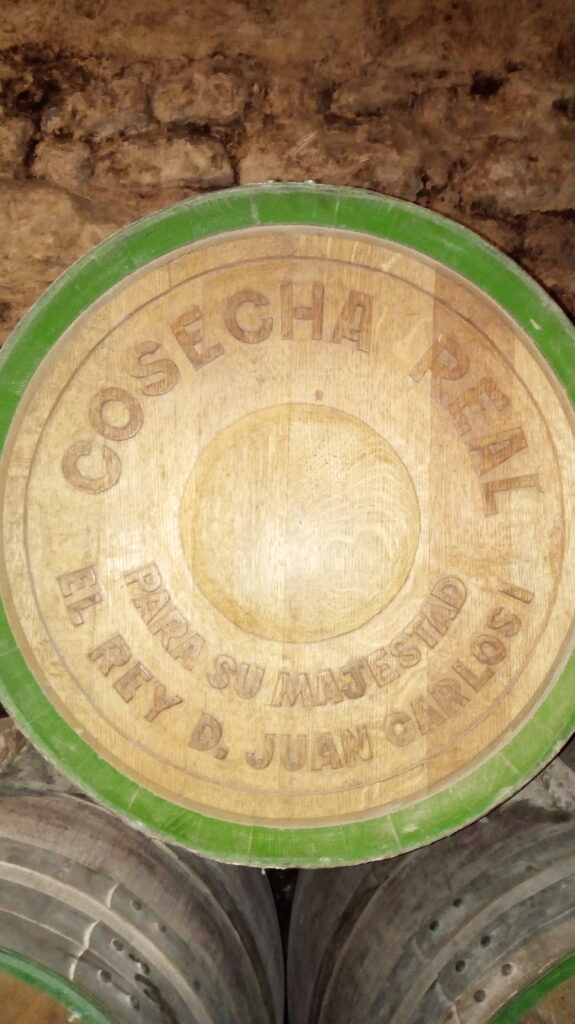 COSECHA REAL
PARA SU MAJESTAD
EL REY D. JUAN CARLOS I